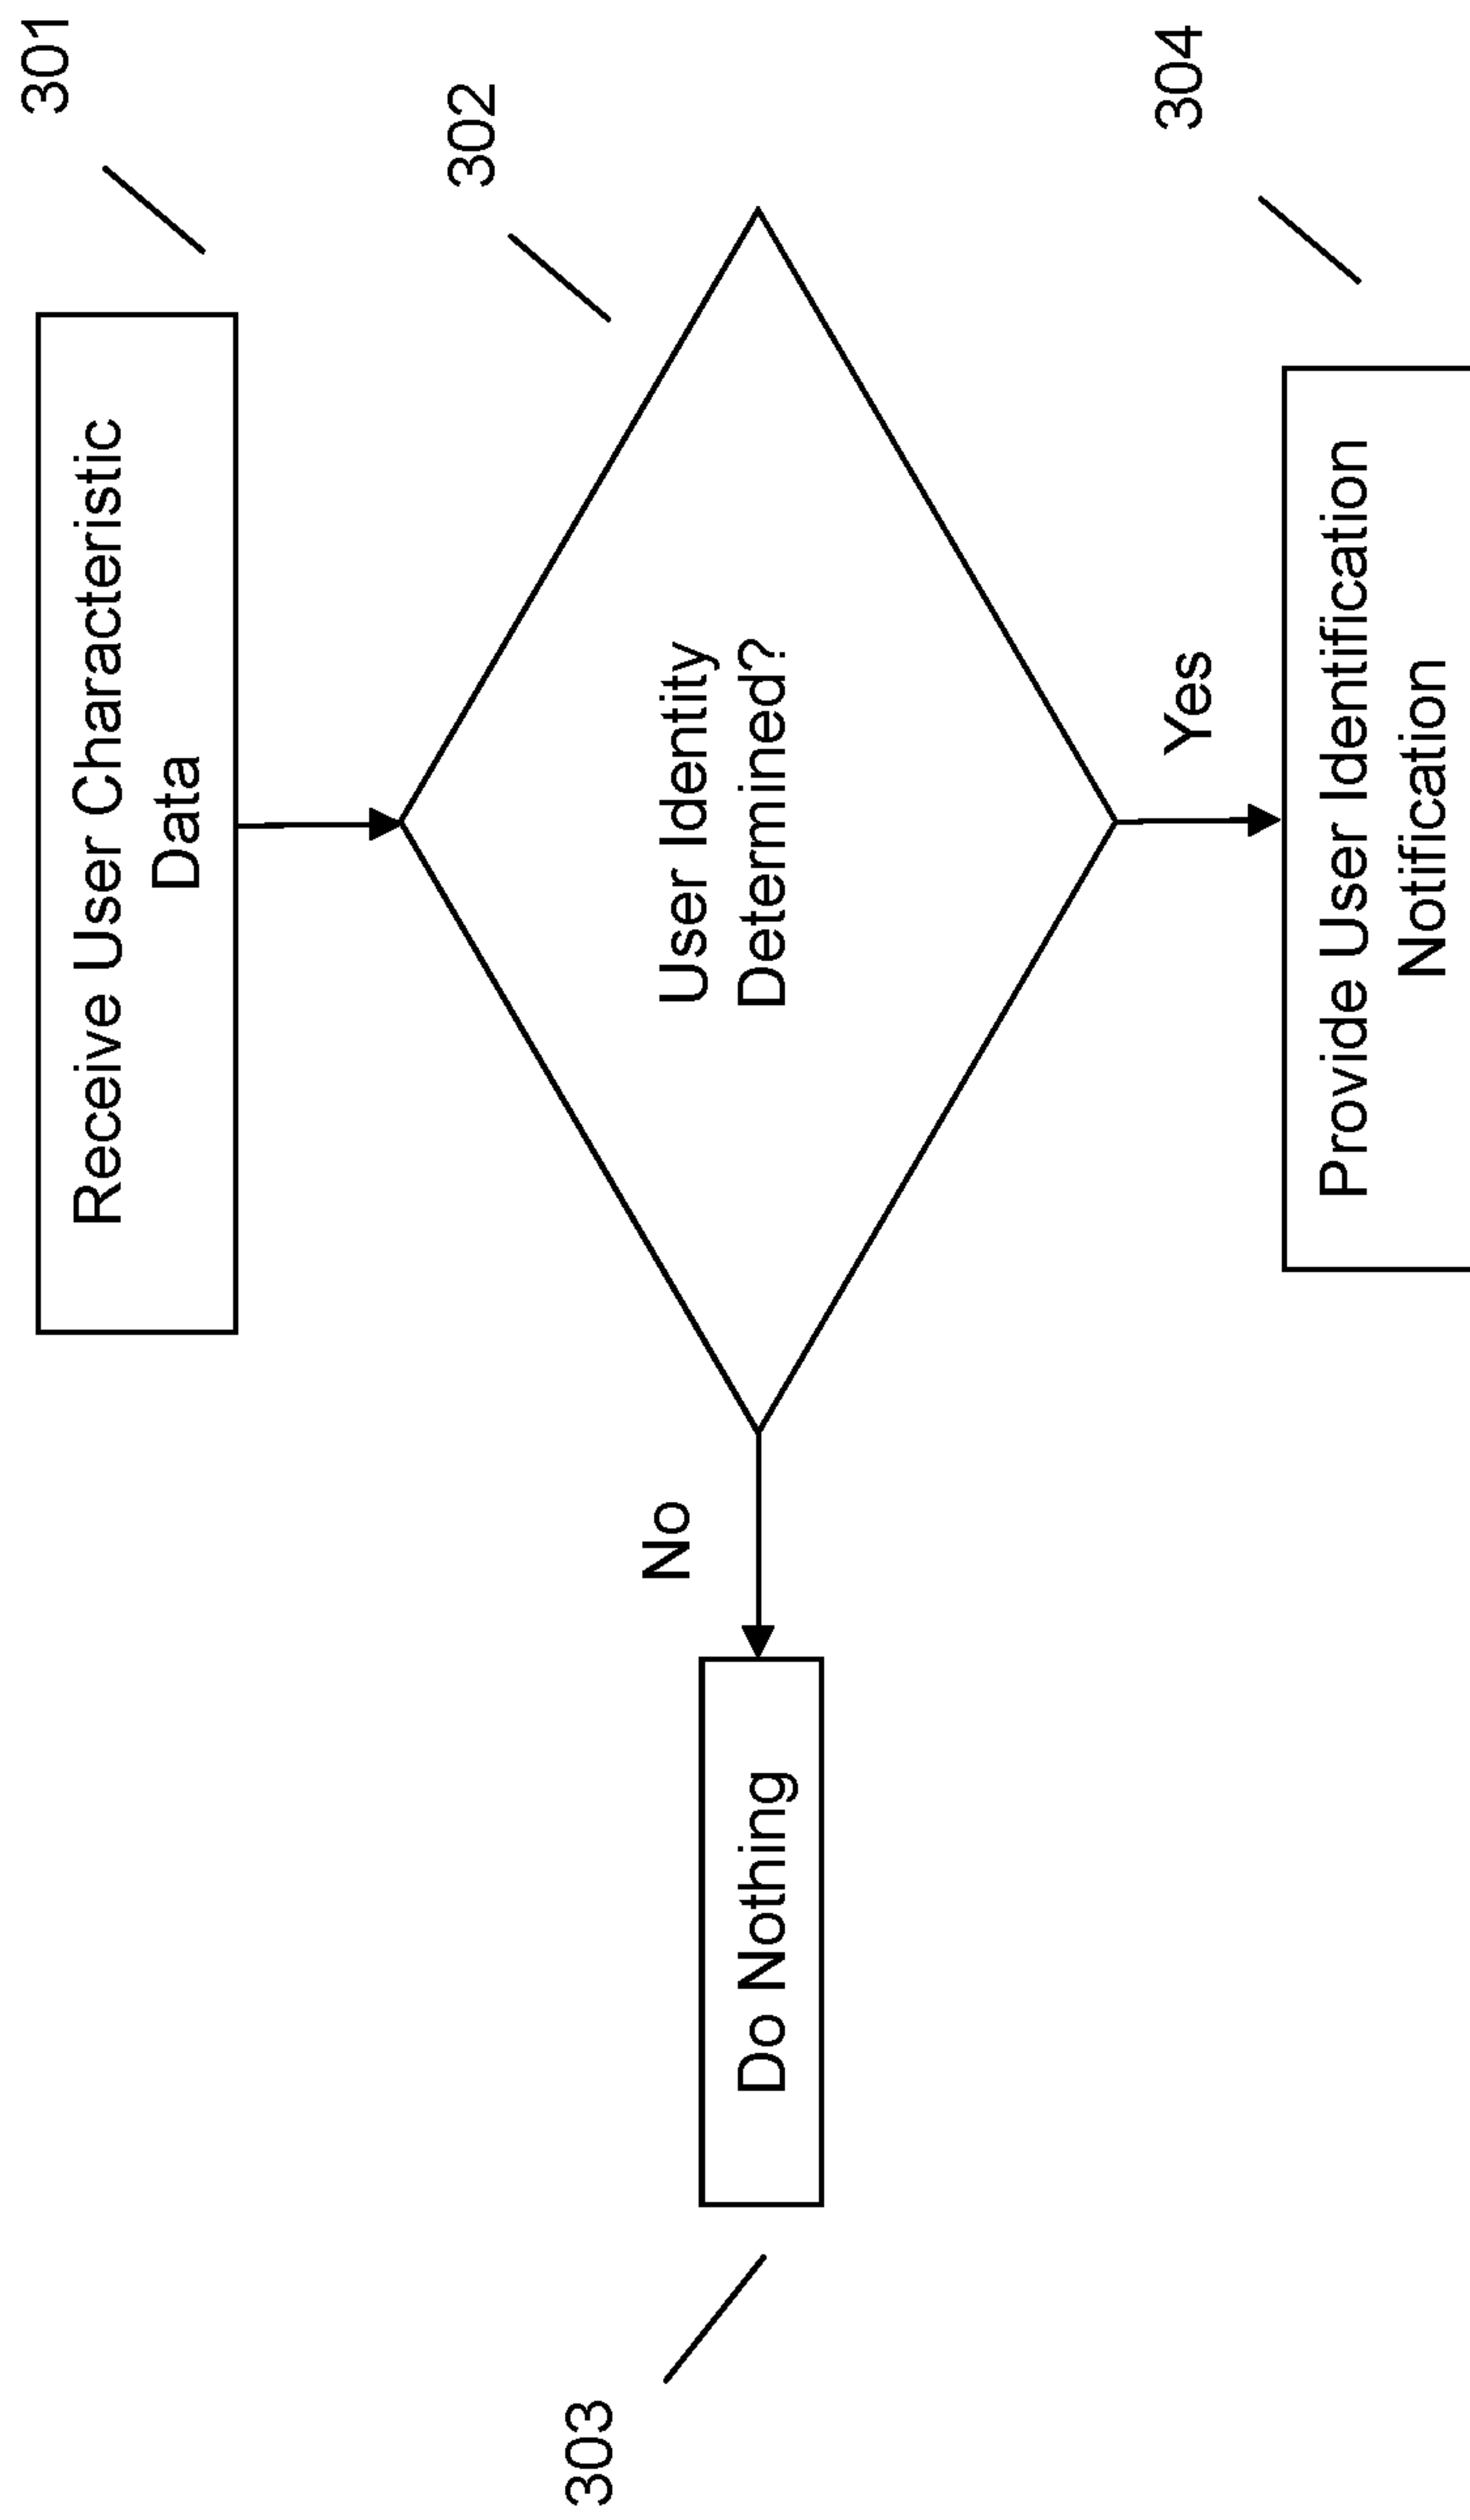 301
Receive User Characteristic
Data
302
User Identity
Determined?
No
Do Nothing
303
Yes
304
Provide User Identification
Notification